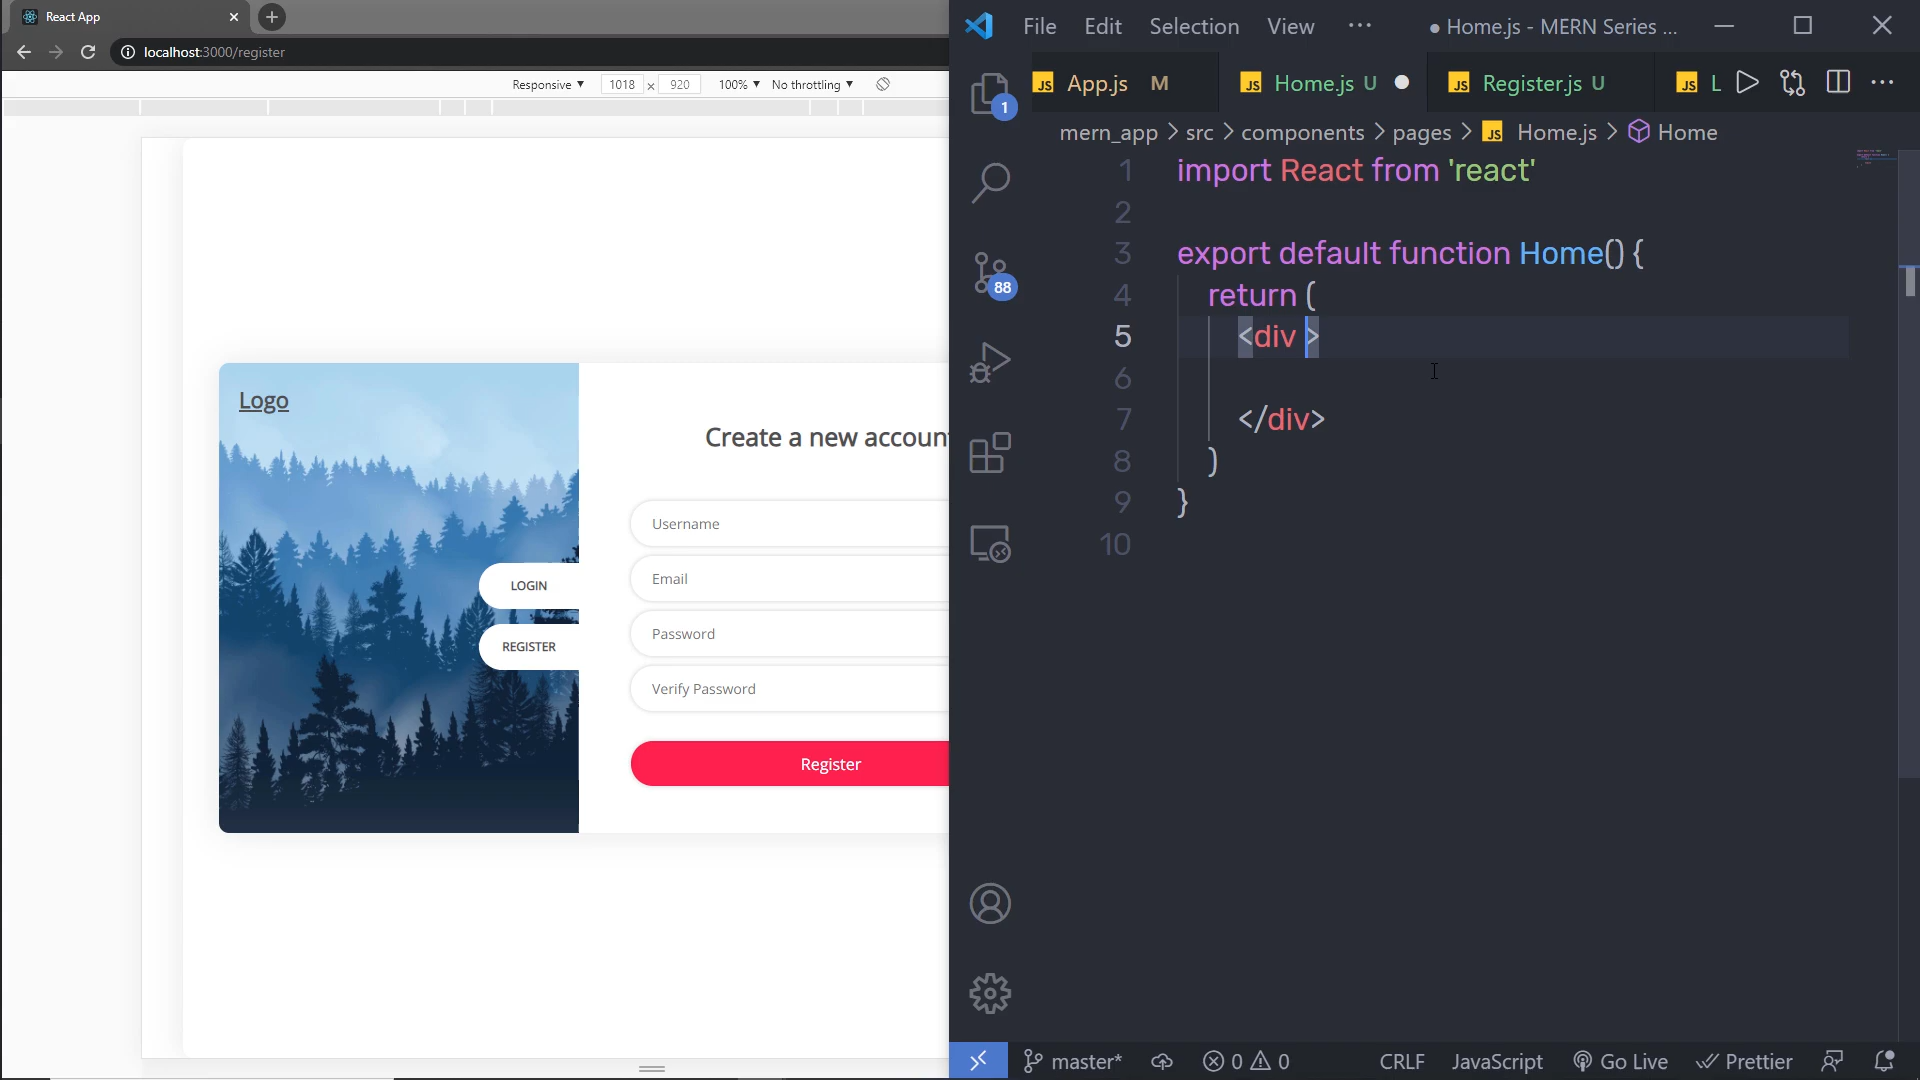 React App
localhost:3000/register
Responsive 1018 x 920 100% No throttling
Logo
Create a new account
Username
Email
LOGIN
Password
REGISTER
Verify Password
Register
File Edit Selection View ··· ● Home.js - MERN Series ...
App.js M Home.js U Register.js U L
mern_app > src > components > pages > Home.js > Home
1
88
1 import React from 'react'
2
3 export default function Home() {
4 return (
5 <div >
6
7 </div>
8 )
9 }
10
master* 0 0 CRLF JavaScript Go Live Prettier